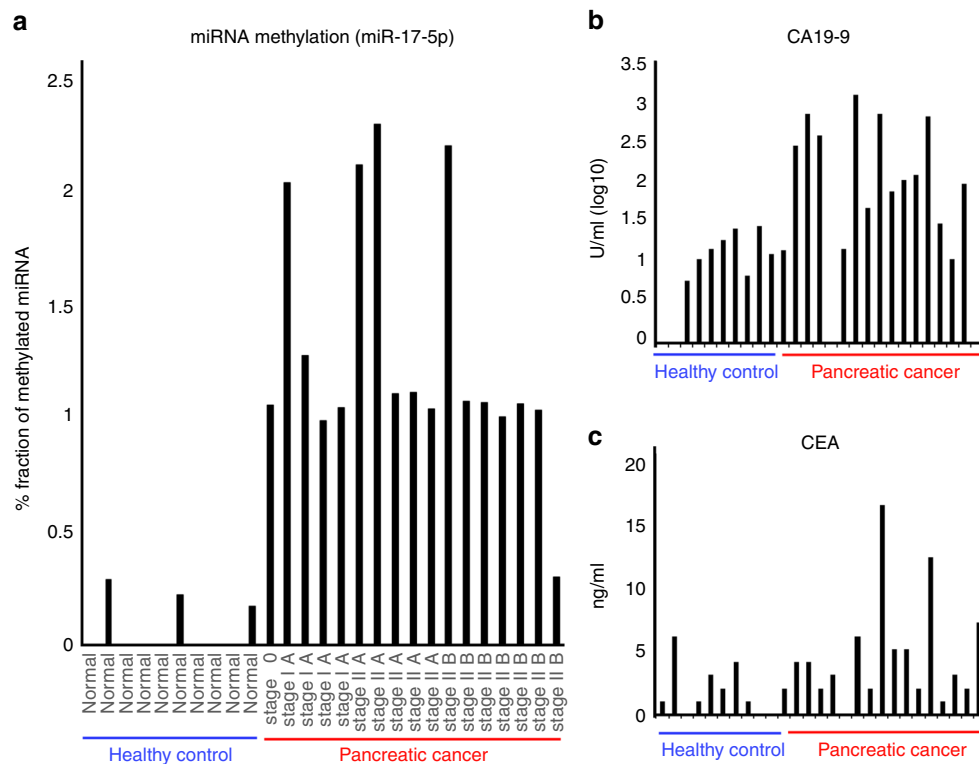 a
miRNA methylation (miR-17-5p)
% fraction of methylated miRNA
2.5
2
1.5
1
0.5
0
Normal
Normal
Normal
Normal
Normal
Normal
Normal
Normal
Normal
Normal
stage 0
stage I A
stage I A
stage I A
stage I A
stage II A
stage II A
stage II A
stage II A
stage II A
stage II B
stage II B
stage II B
stage II B
stage II B
stage II B
stage II B
Healthy control
Pancreatic cancer
b
CA19-9
U/ml (log10)
3.5
3
2.5
2
1.5
1
0.5
0
Healthy control
Pancreatic cancer
c
CEA
ng/ml
20
15
10
5
0
Healthy control
Pancreatic cancer